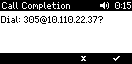 Call Completion 0:15
Dial: 305@10.110.22.37?
x ✓